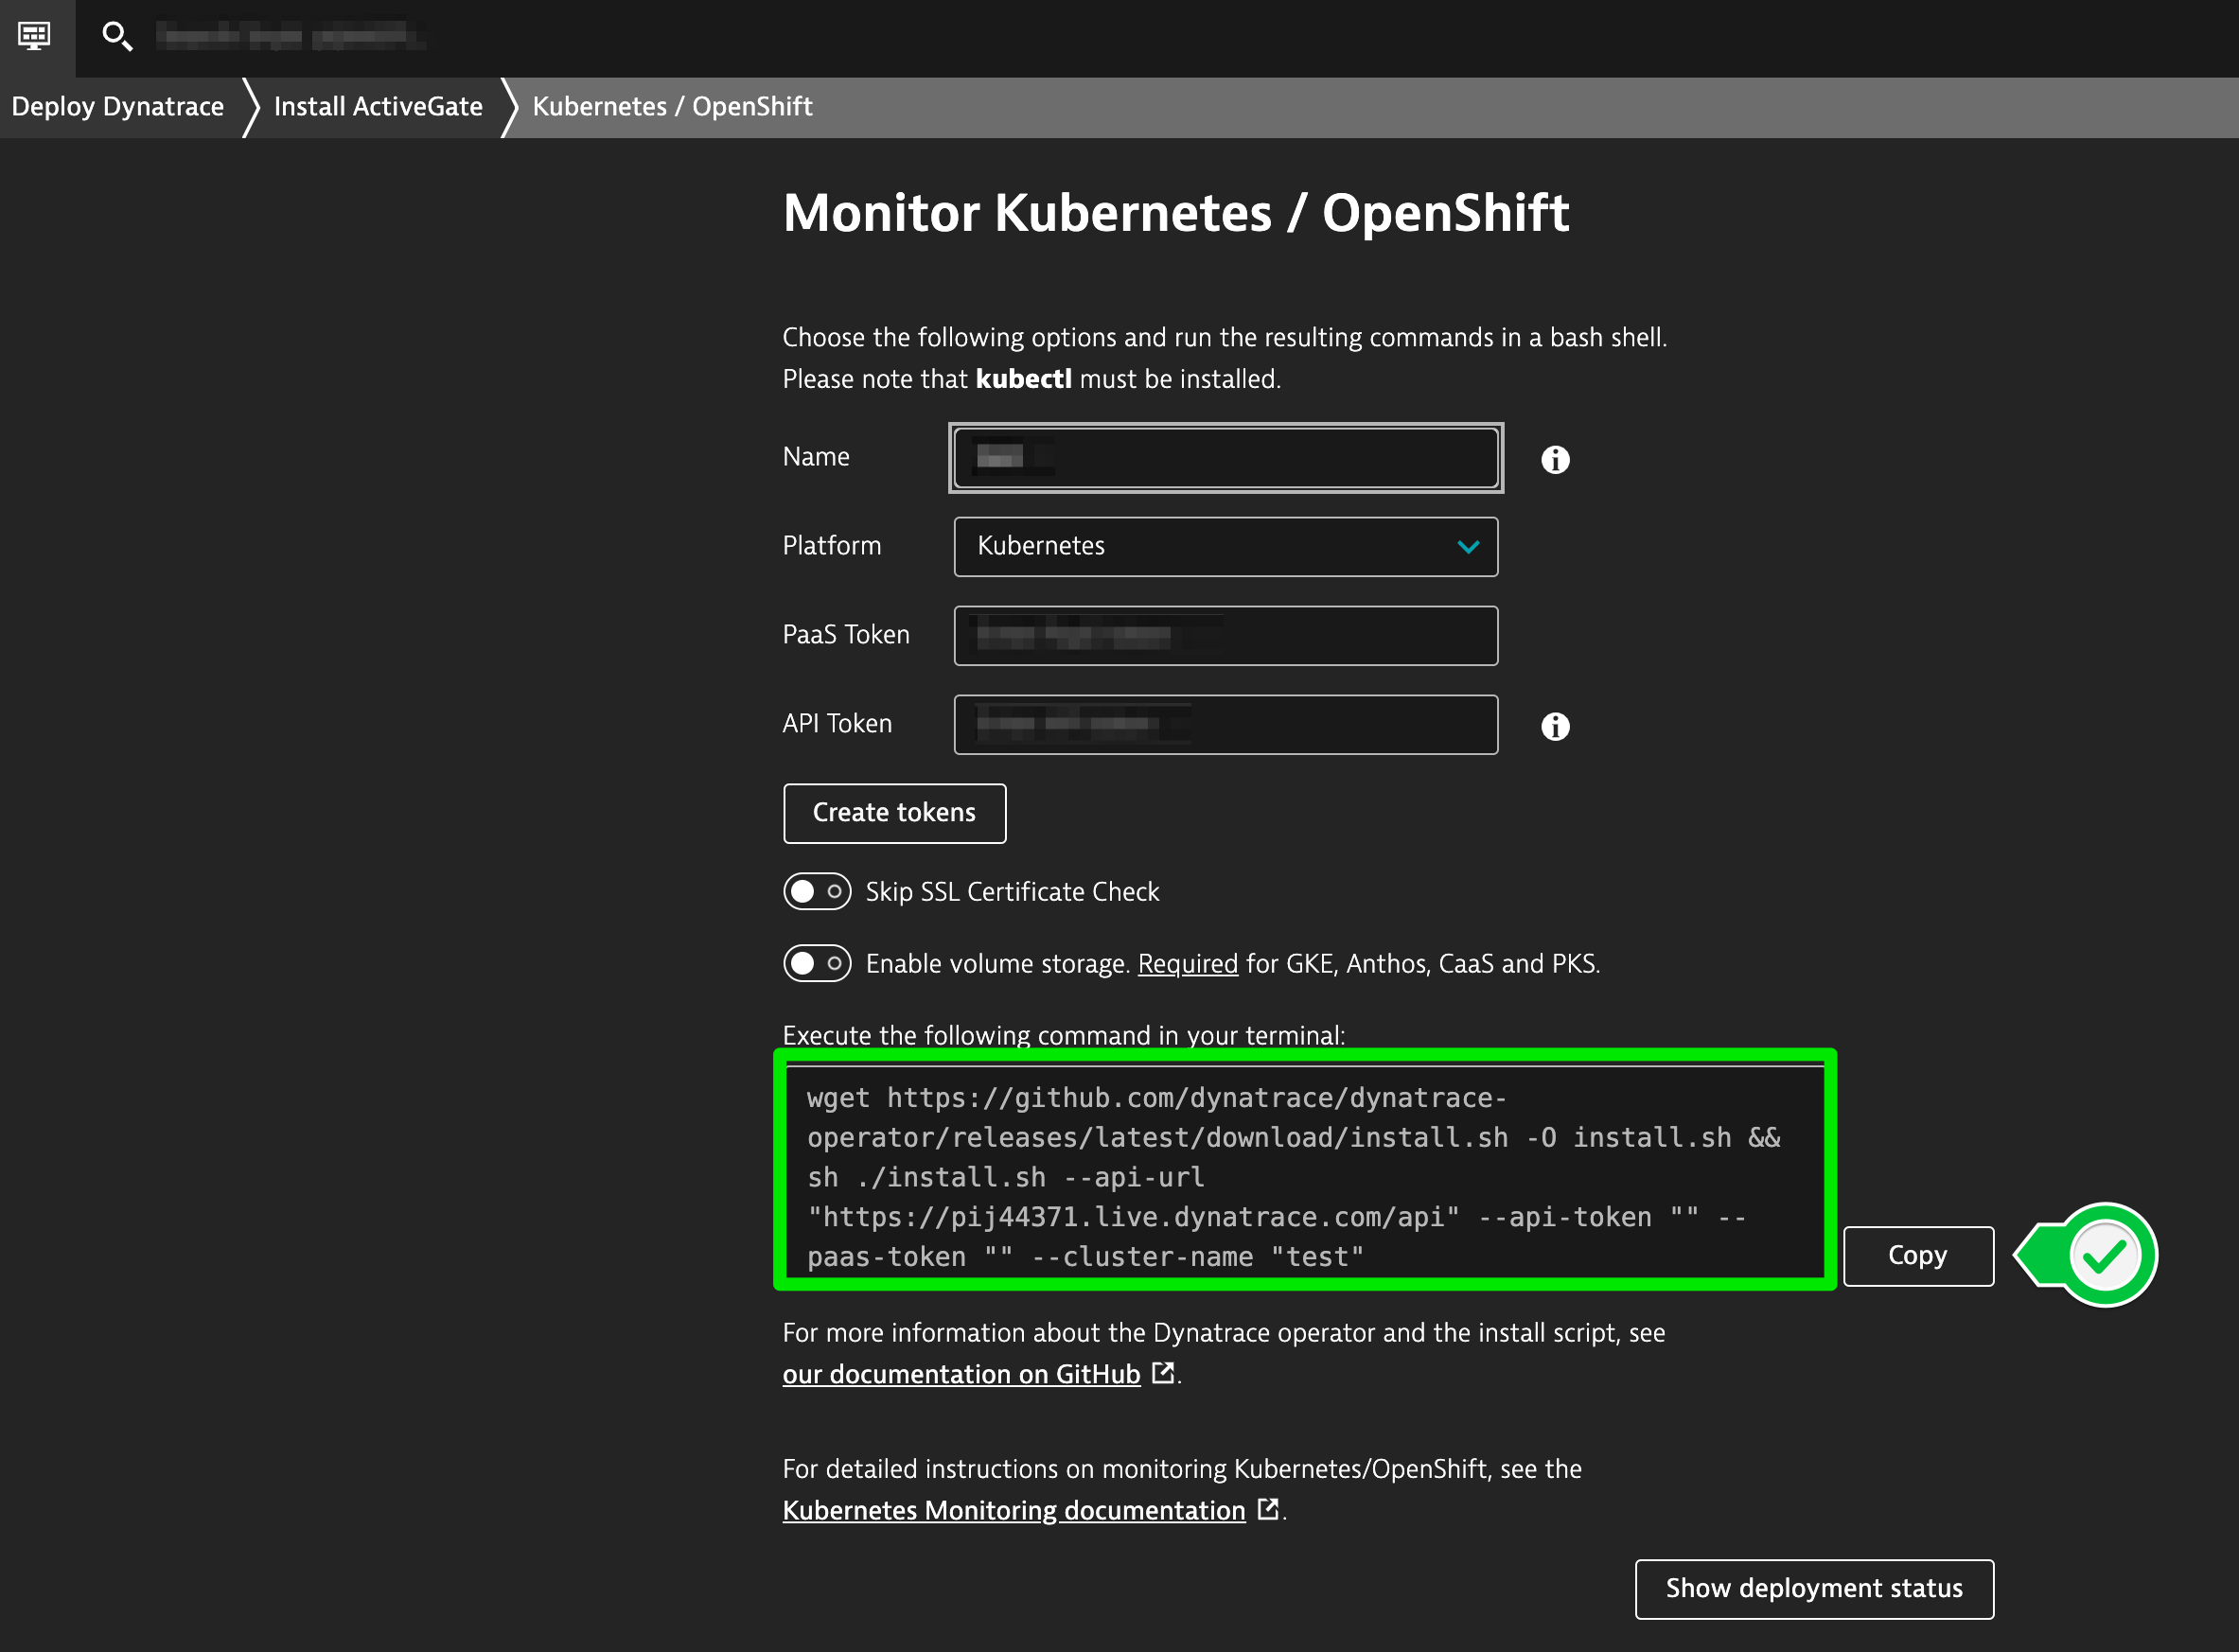 Deploy Dynatrace
Install ActiveGate
Kubernetes / OpenShift
Monitor Kubernetes / OpenShift
Choose the following options and run the resulting commands in a bash shell.
Please note that kubectl must be installed.
Name
Platform
Kubernetes
PaaS Token
API Token
Create tokens
Skip SSL Certificate Check
Enable volume storage. Required for GKE, Anthos, CaaS and PKS.
Execute the following command in your terminal:
wget https://github.com/dynatrace/dynatrace-
operator/releases/latest/download/install.sh -O install.sh &&
sh ./install.sh --api-url
"https://pij44371.live.dynatrace.com/api" --api-token "" --
paas-token "" --cluster-name "test"
Copy
For more information about the Dynatrace operator and the install script, see
our documentation on GitHub .
For detailed instructions on monitoring Kubernetes/OpenShift, see the
Kubernetes Monitoring documentation .
Show deployment status